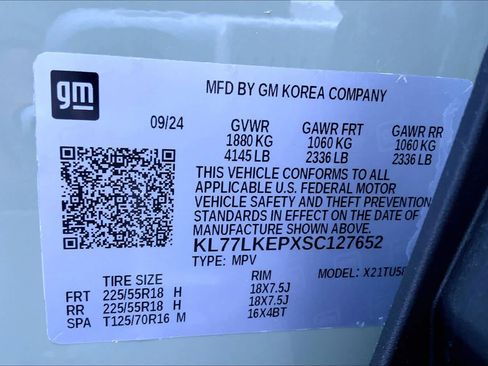 gm
MFD BY GM KOREA COMPANY
09/24 GVWR GAWR FRT GAWR RR
1880 KG 1060 KG 1060 KG
4145 LB 2336 LB 2336 LB
THIS VEHICLE CONFORMS TO ALL
APPLICABLE U.S. FEDERAL MOTOR
VEHICLE SAFETY AND THEFT PREVENTION
STANDARDS IN EFFECT ON THE DATE OF
MANUFACTURE SHOWN ABOVE.
KL77LKEPXSC127652
TYPE: MPV MODEL:
TIRE SIZE RIM
FRT 225/55R18 H 18X7.5J
RR 225/55R18 H 18X7.5J
SPA T125/70R16 M 16X4BT